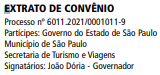 EXTRATO DE CONVÊNIO
Processo nº 6011.2021/0001011-9
Partícipes: Governo do Estado de São Paulo
Município de São Paulo
Secretaria de Turismo e Viagens
Signatários: João Dória - Governador